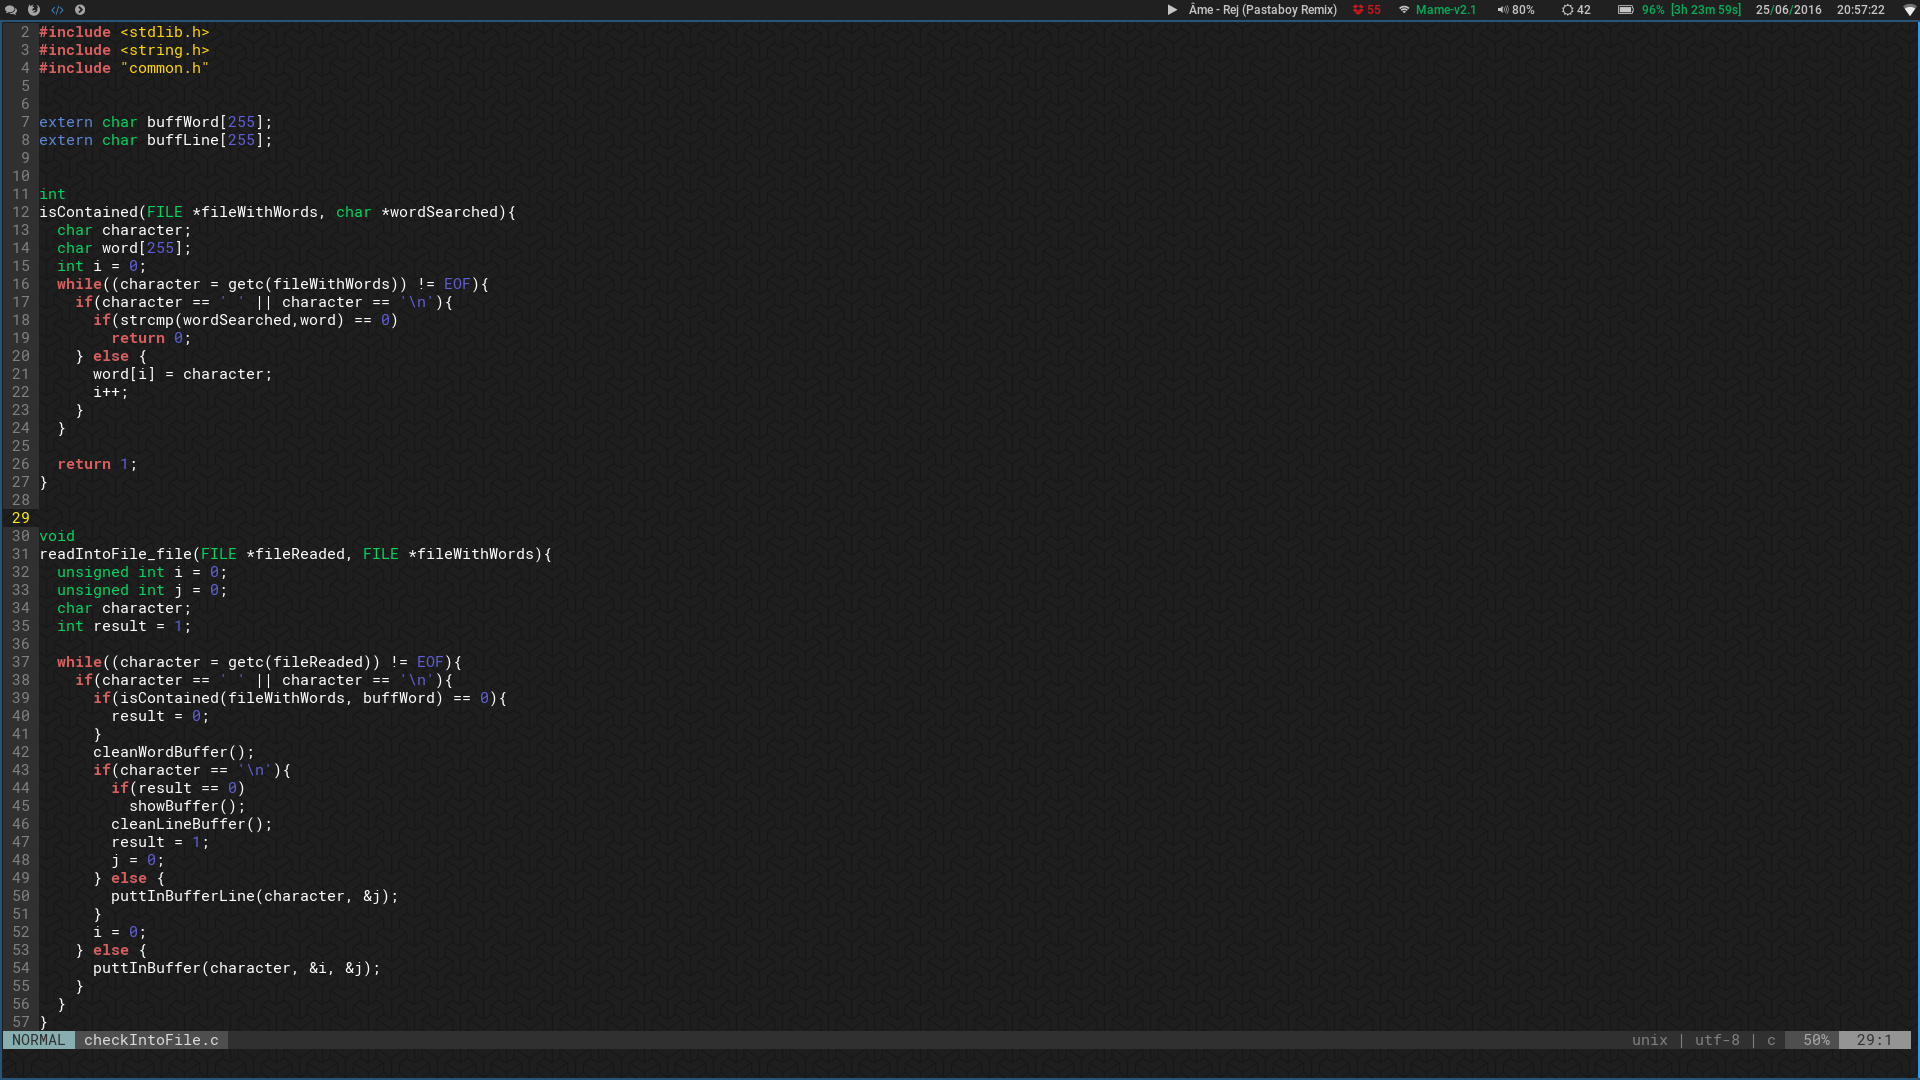 Âme - Rej (Pastaboy Remix) 55 Mame-v2.1 80% 42 96% [3h 23m 59s] 25/06/2016 20:57:22
2 #include <stdlib.h>
3 #include <string.h>
4 #include "common.h"
5
6
7 extern char buffWord[255];
8 extern char buffLine[255];
9
10
11 int
12 isContained(FILE *fileWithWords, char *wordSearched){
13   char character;
14   char word[255];
15   int i = 0;
16   while((character = getc(fileWithWords)) != EOF){
17     if(character == ' ' || character == '\n'){
18       if(strcmp(wordSearched,word) == 0)
19         return 0;
20     } else {
21       word[i] = character;
22       i++;
23     }
24   }
25
26   return 1;
27 }
28
29
30 void
31 readIntoFile_file(FILE *fileReaded, FILE *fileWithWords){
32   unsigned int i = 0;
33   unsigned int j = 0;
34   char character;
35   int result = 1;
36
37   while((character = getc(fileReaded)) != EOF){
38     if(character == ' ' || character == '\n'){
39       if(isContained(fileWithWords, buffWord) == 0){
40         result = 0;
41       }
42       cleanWordBuffer();
43       if(character == '\n'){
44         if(result == 0)
45           showBuffer();
46         cleanLineBuffer();
47         result = 1;
48         j = 0;
49       } else {
50         puttInBufferLine(character, &j);
51       }
52       i = 0;
53     } else {
54       puttInBuffer(character, &i, &j);
55     }
56   }
57 }
NORMAL checkIntoFile.c unix | utf-8 | c 50% 29:1